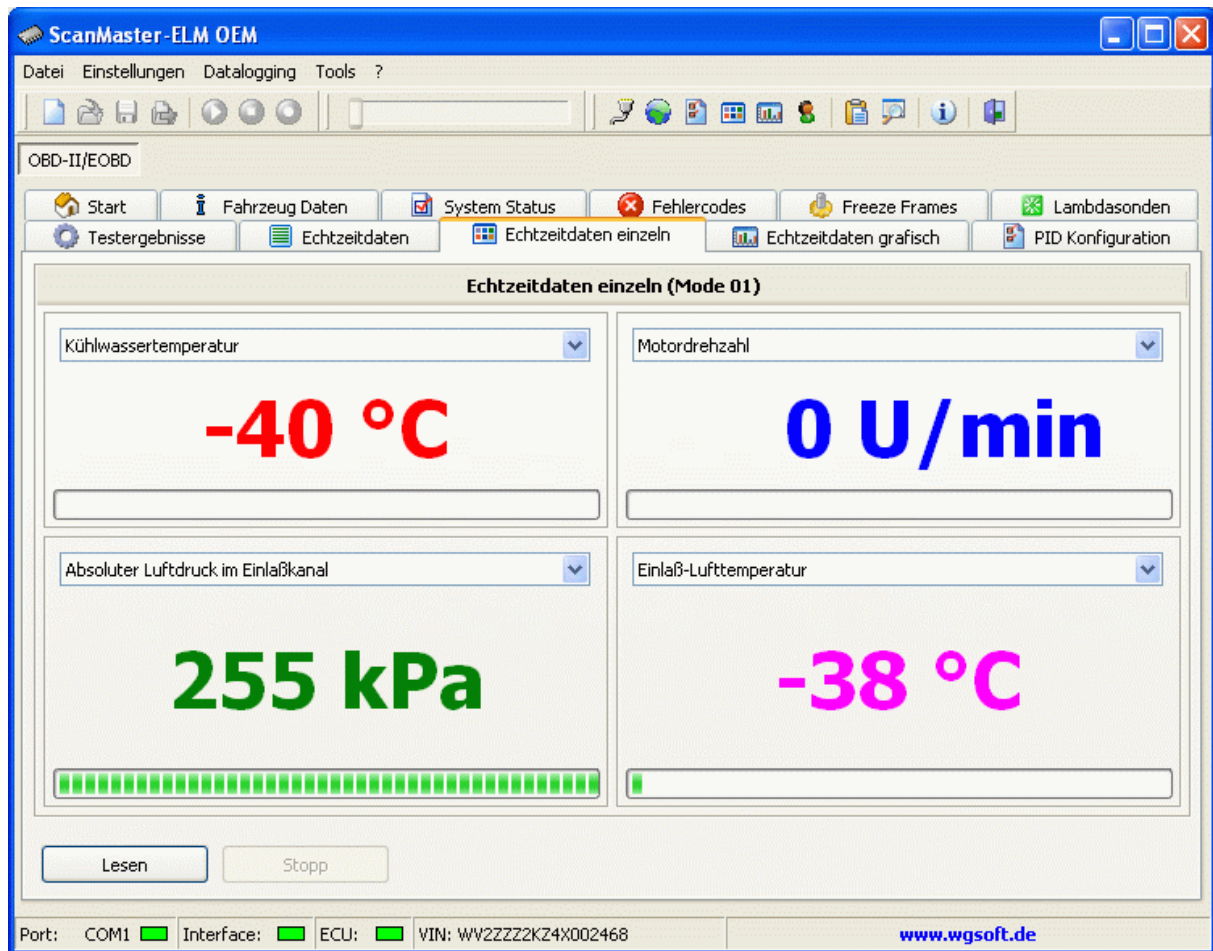 ScanMaster-ELM OEM
Datei Einstellungen Datalogging Tools ?
OBD-II/EOBD
Start Fahrzeug Daten System Status Fehlercodes Freeze Frames Lambdasonden
Testergebnisse Echtzeitdaten Echtzeitdaten einzeln Echtzeitdaten grafisch PID Konfiguration
Echtzeitdaten einzeln (Mode 01)
Kühlwassertemperatur
-40 °C
Motordrehzahl
0 U/min
Absoluter Luftdruck im Einlaßkanal
255 kPa
Einlaß-Lufttemperatur
-38 °C
Lesen Stopp
Port: COM1 Interface: ECU: VIN: WV2ZZZ2KZ4X002468 www.wgsoft.de